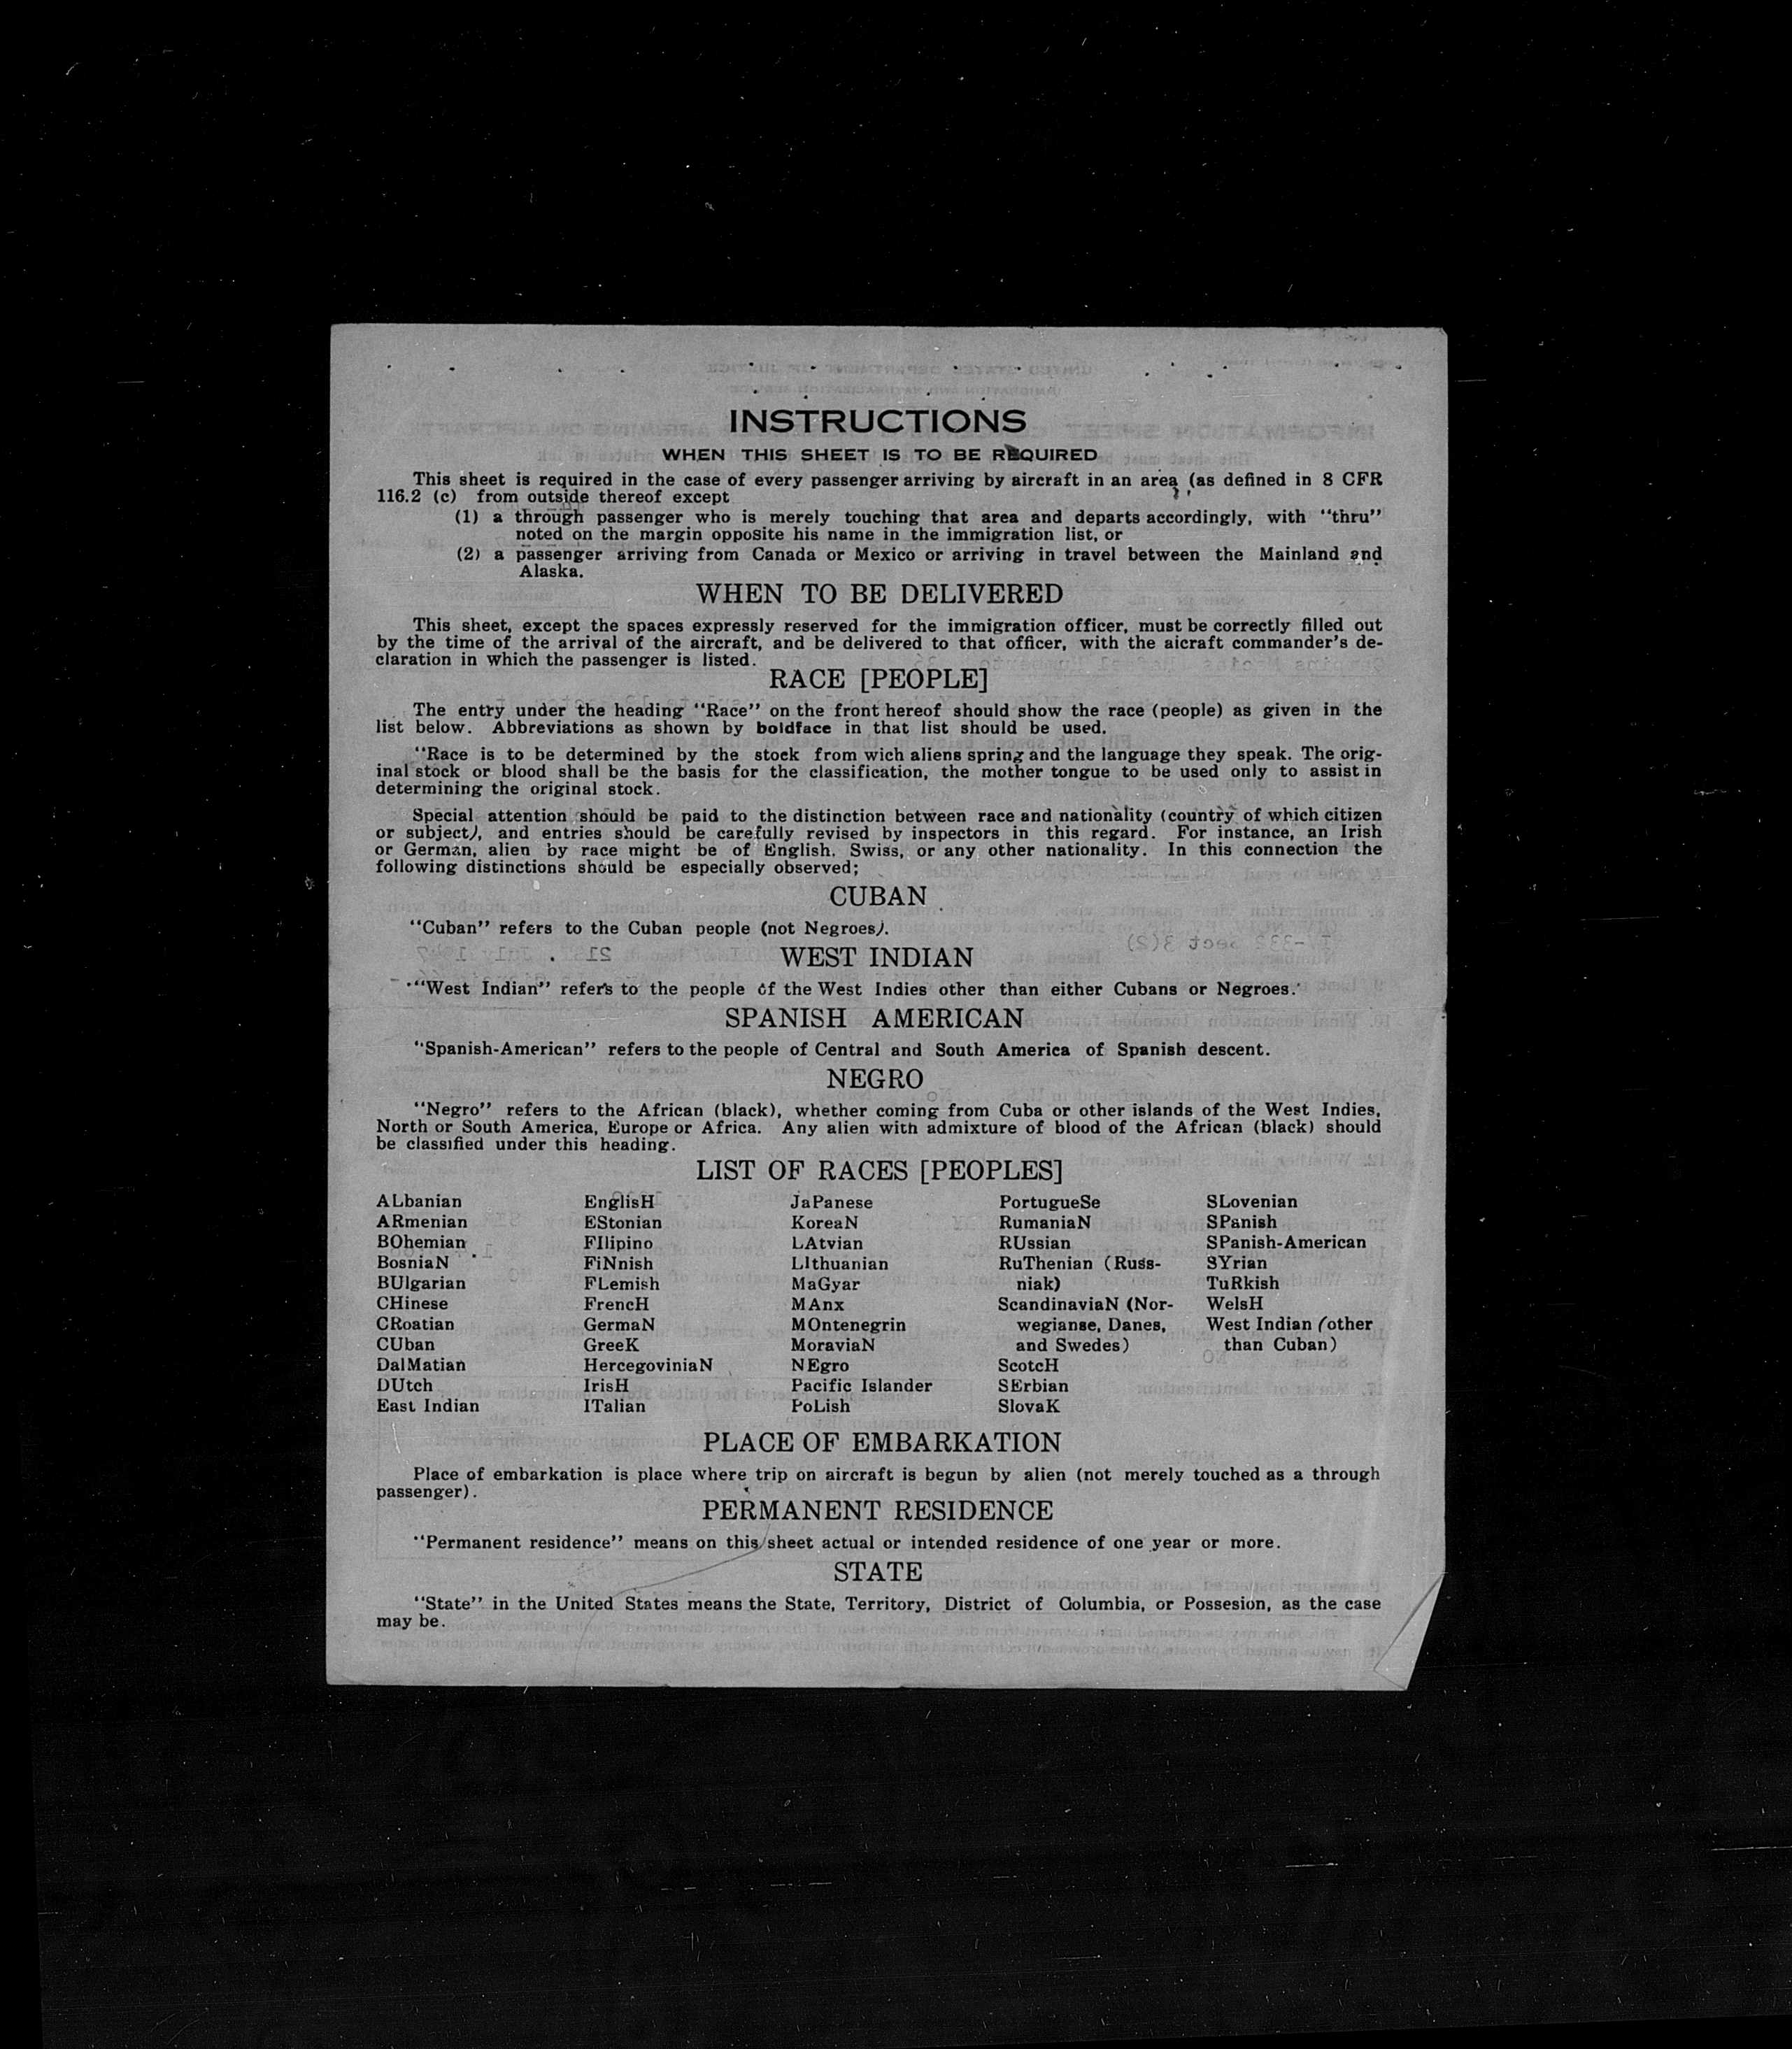 INSTRUCTIONS
WHEN THIS SHEET IS TO BE REQUIRED
This sheet is required in the case of every passenger arriving by aircraft in an area (as defined in 8 CFR
116.2 (c) from outside thereof except
(1) a through passenger who is merely touching that area and departs accordingly, with "thru"
noted on the margin opposite his name in the immigration list, or
(2) a passenger arriving from Canada or Mexico or arriving in travel between the Mainland and
Alaska.
WHEN TO BE DELIVERED
This sheet, except the spaces expressly reserved for the immigration officer, must be correctly filled out
by the time of the arrival of the aircraft, and be delivered to that officer, with the aicraft commander's de-
claration in which the passenger is listed.
RACE [PEOPLE]
The entry under the heading "Race" on the front hereof should show the race (people) as given in the
list below. Abbreviations as shown by boldface in that list should be used.
"Race is to be determined by the stock from wich aliens spring and the language they speak. The orig-
inal stock or blood shall be the basis for the classification, the mother tongue to be used only to assist in
determining the original stock.
Special attention should be paid to the distinction between race and nationality (country of which citizen
or subject), and entries should be carefully revised by inspectors in this regard. For instance, an Irish
or German, alien by race might be of English. Swiss, or any other nationality. In this connection the
following distinctions should be especially observed;
CUBAN
"Cuban" refers to the Cuban people (not Negroes).
WEST INDIAN
"West Indian" refers to the people of the West Indies other than either Cubans or Negroes.
SPANISH AMERICAN
"Spanish-American" refers to the people of Central and South America of Spanish descent.
NEGRO
"Negro" refers to the African (black), whether coming from Cuba or other islands of the West Indies,
North or South America, Europe or Africa. Any alien with admixture of blood of the African (black) should
be classified under this heading.
LIST OF RACES [PEOPLES]
ALbanian
ARmenian
BOhemian
BosniaN
BUlgarian
CHinese
CRoatian
CUban
DalMatian
DUtch
East Indian
EnglisH
EStonian
FIlipino
FiNnish
FLemish
FrencH
GermaN
GreeK
HercegoviniaN
IrisH
ITalian
JaPanese
KoreaN
LAtvian
LIthuanian
MaGyar
MAnx
MOntenegrin
MoraviaN
NEgro
Pacific Islander
PoLish
PortugueSe
RumaniaN
RUssian
RuThenian (Russ-
niak)
ScandinaviaN (Nor-
wegianse, Danes,
and Swedes)
ScotcH
SErbian
SlovaK
SLovenian
SPanish
SPanish-American
SYrian
TuRkish
WelsH
West Indian (other
than Cuban)
PLACE OF EMBARKATION
Place of embarkation is place where trip on aircraft is begun by alien (not merely touched as a through
passenger).
PERMANENT RESIDENCE
"Permanent residence" means on this sheet actual or intended residence of one year or more.
STATE
"State" in the United States means the State, Territory, District of Columbia, or Possesion, as the case
may be.